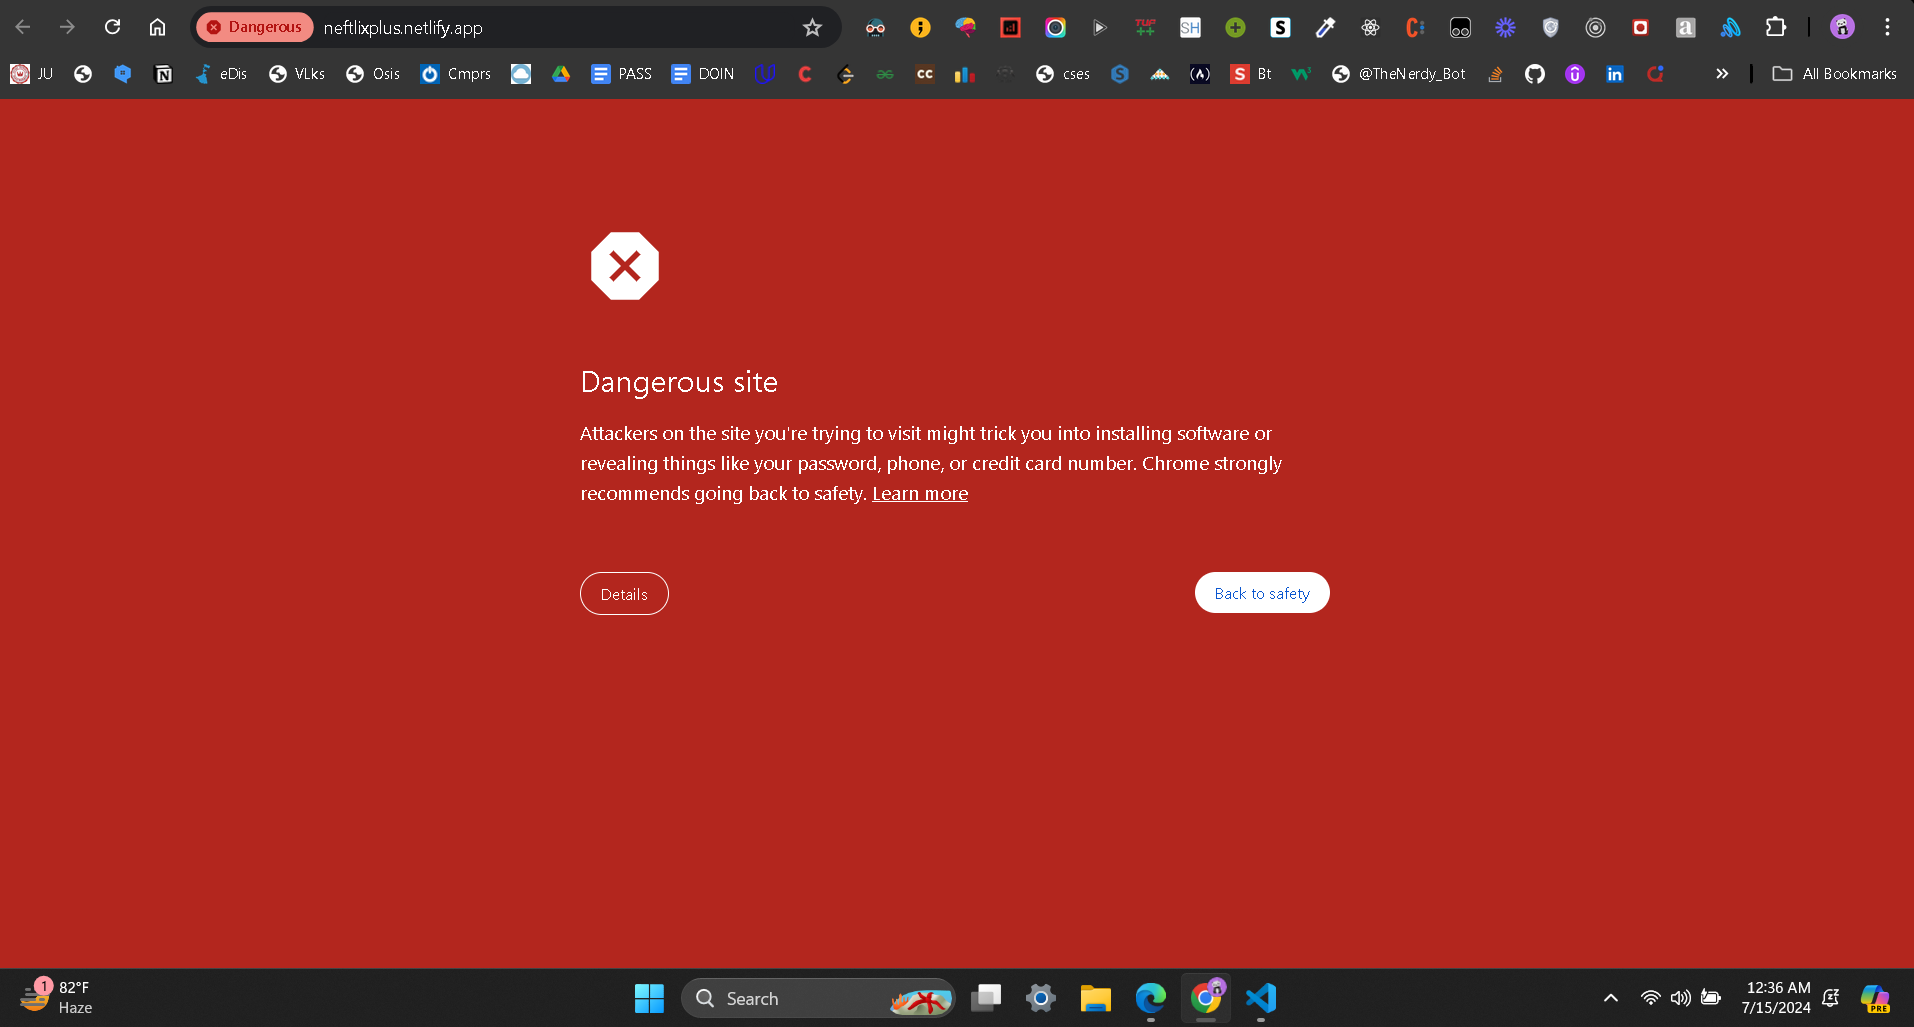 Dangerous neftlixplus.netlify.app
JU eDis VLks Osis Cmprs PASS DOIN CC cses S Bt @TheNerdy_Bot in All Bookmarks
Dangerous site
Attackers on the site you're trying to visit might trick you into installing software or
revealing things like your password, phone, or credit card number. Chrome strongly
recommends going back to safety. Learn more
Details Back to safety
1 82°F
Haze
Search
12:36 AM
7/15/2024
PRE